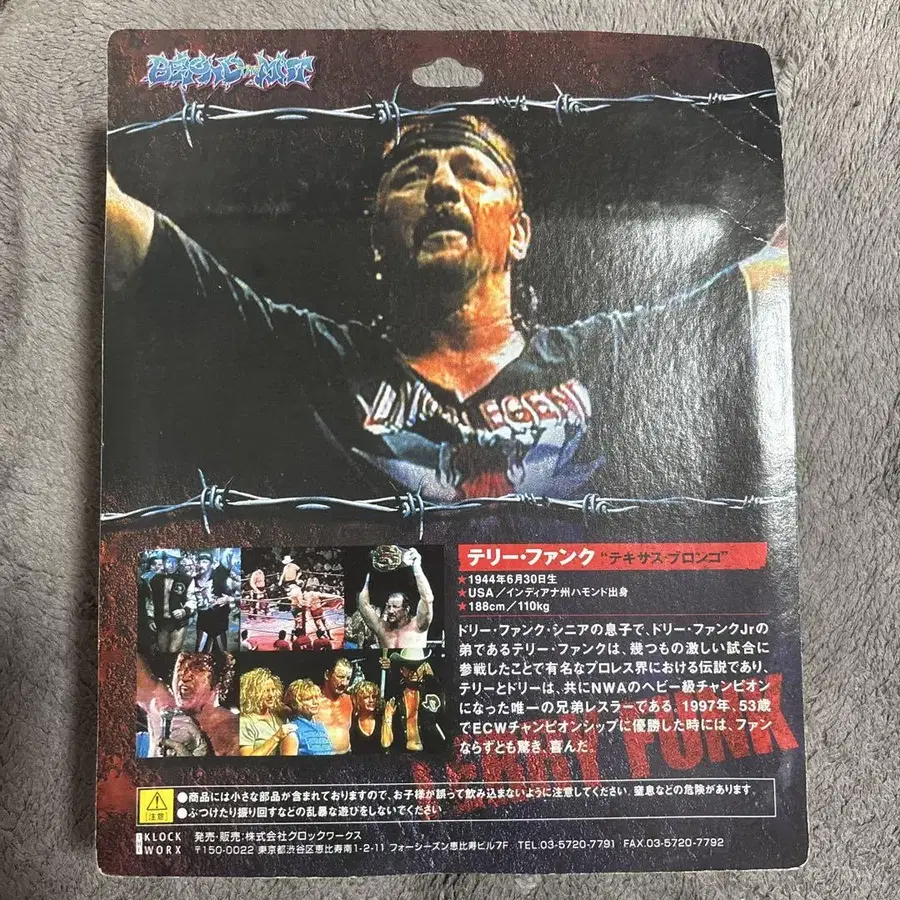 BEYOND THE MAT
LIVING LEGEND
テリー・ファンク "テキサス・ブロンコ"
★1944年6月30日生
★USA/インディアナ州ハモンド出身
★188cm/110kg
ドリー・ファンク・シニアの息子で、ドリー・ファンクJrの
弟であるテリー・ファンクは、幾つもの激しい試合に
参戦したことで有名なプロレス界における伝説であり、
テリーとドリーは、共にNWAのヘビー級チャンピオン
になった唯一の兄弟レスラーである。1997年、53歳
でECWチャンピオンシップに優勝した時には、ファン
ならずとも驚き、喜んだ。
TERRY FUNK
注意
●商品には小さな部品が含まれておりますので、お子様が誤って飲み込まないように注意してください。窒息などの危険があります。
●ぶつけたり振り回すなどの乱暴な遊びをしないでください。
KLOCK
WORX
発売・販売:株式会社クロックワークス
〒150-0022 東京都渋谷区恵比寿南1-2-11 フォーシーズン恵比寿ビル7F TEL.03-5720-7791 FAX.03-5720-7792